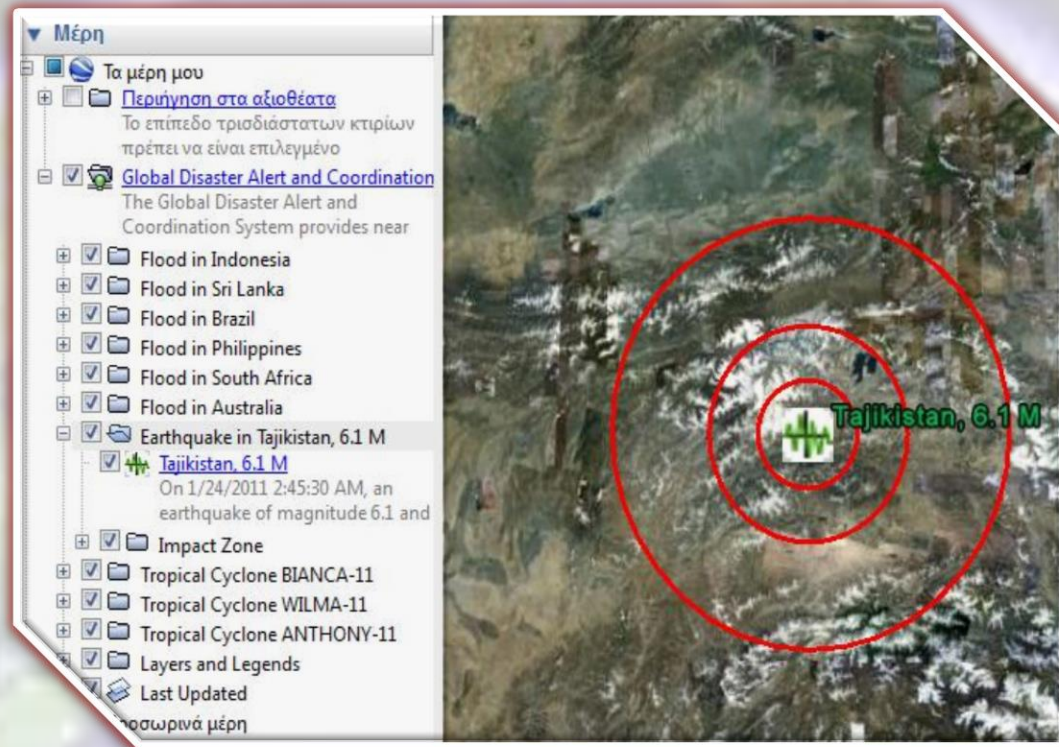 Μέρη
Τα μέρη μου
Περιήγηση στα αξιοθέατα
Το επίπεδο τρισδιάστατων κτιρίων
πρέπει να είναι επιλεγμένο
Global Disaster Alert and Coordination
The Global Disaster Alert and
Coordination System provides near
Flood in Indonesia
Flood in Sri Lanka
Flood in Brazil
Flood in Philippines
Flood in South Africa
Flood in Australia
Earthquake in Tajikistan, 6.1 M
Tajikistan, 6.1 M
On 1/24/2011 2:45:30 AM, an
earthquake of magnitude 6.1 and
Impact Zone
Tropical Cyclone BIANCA-11
Tropical Cyclone WILMA-11
Tropical Cyclone ANTHONY-11
Layers and Legends
Last Updated
μέρη
Tajikistan, 6.1 M